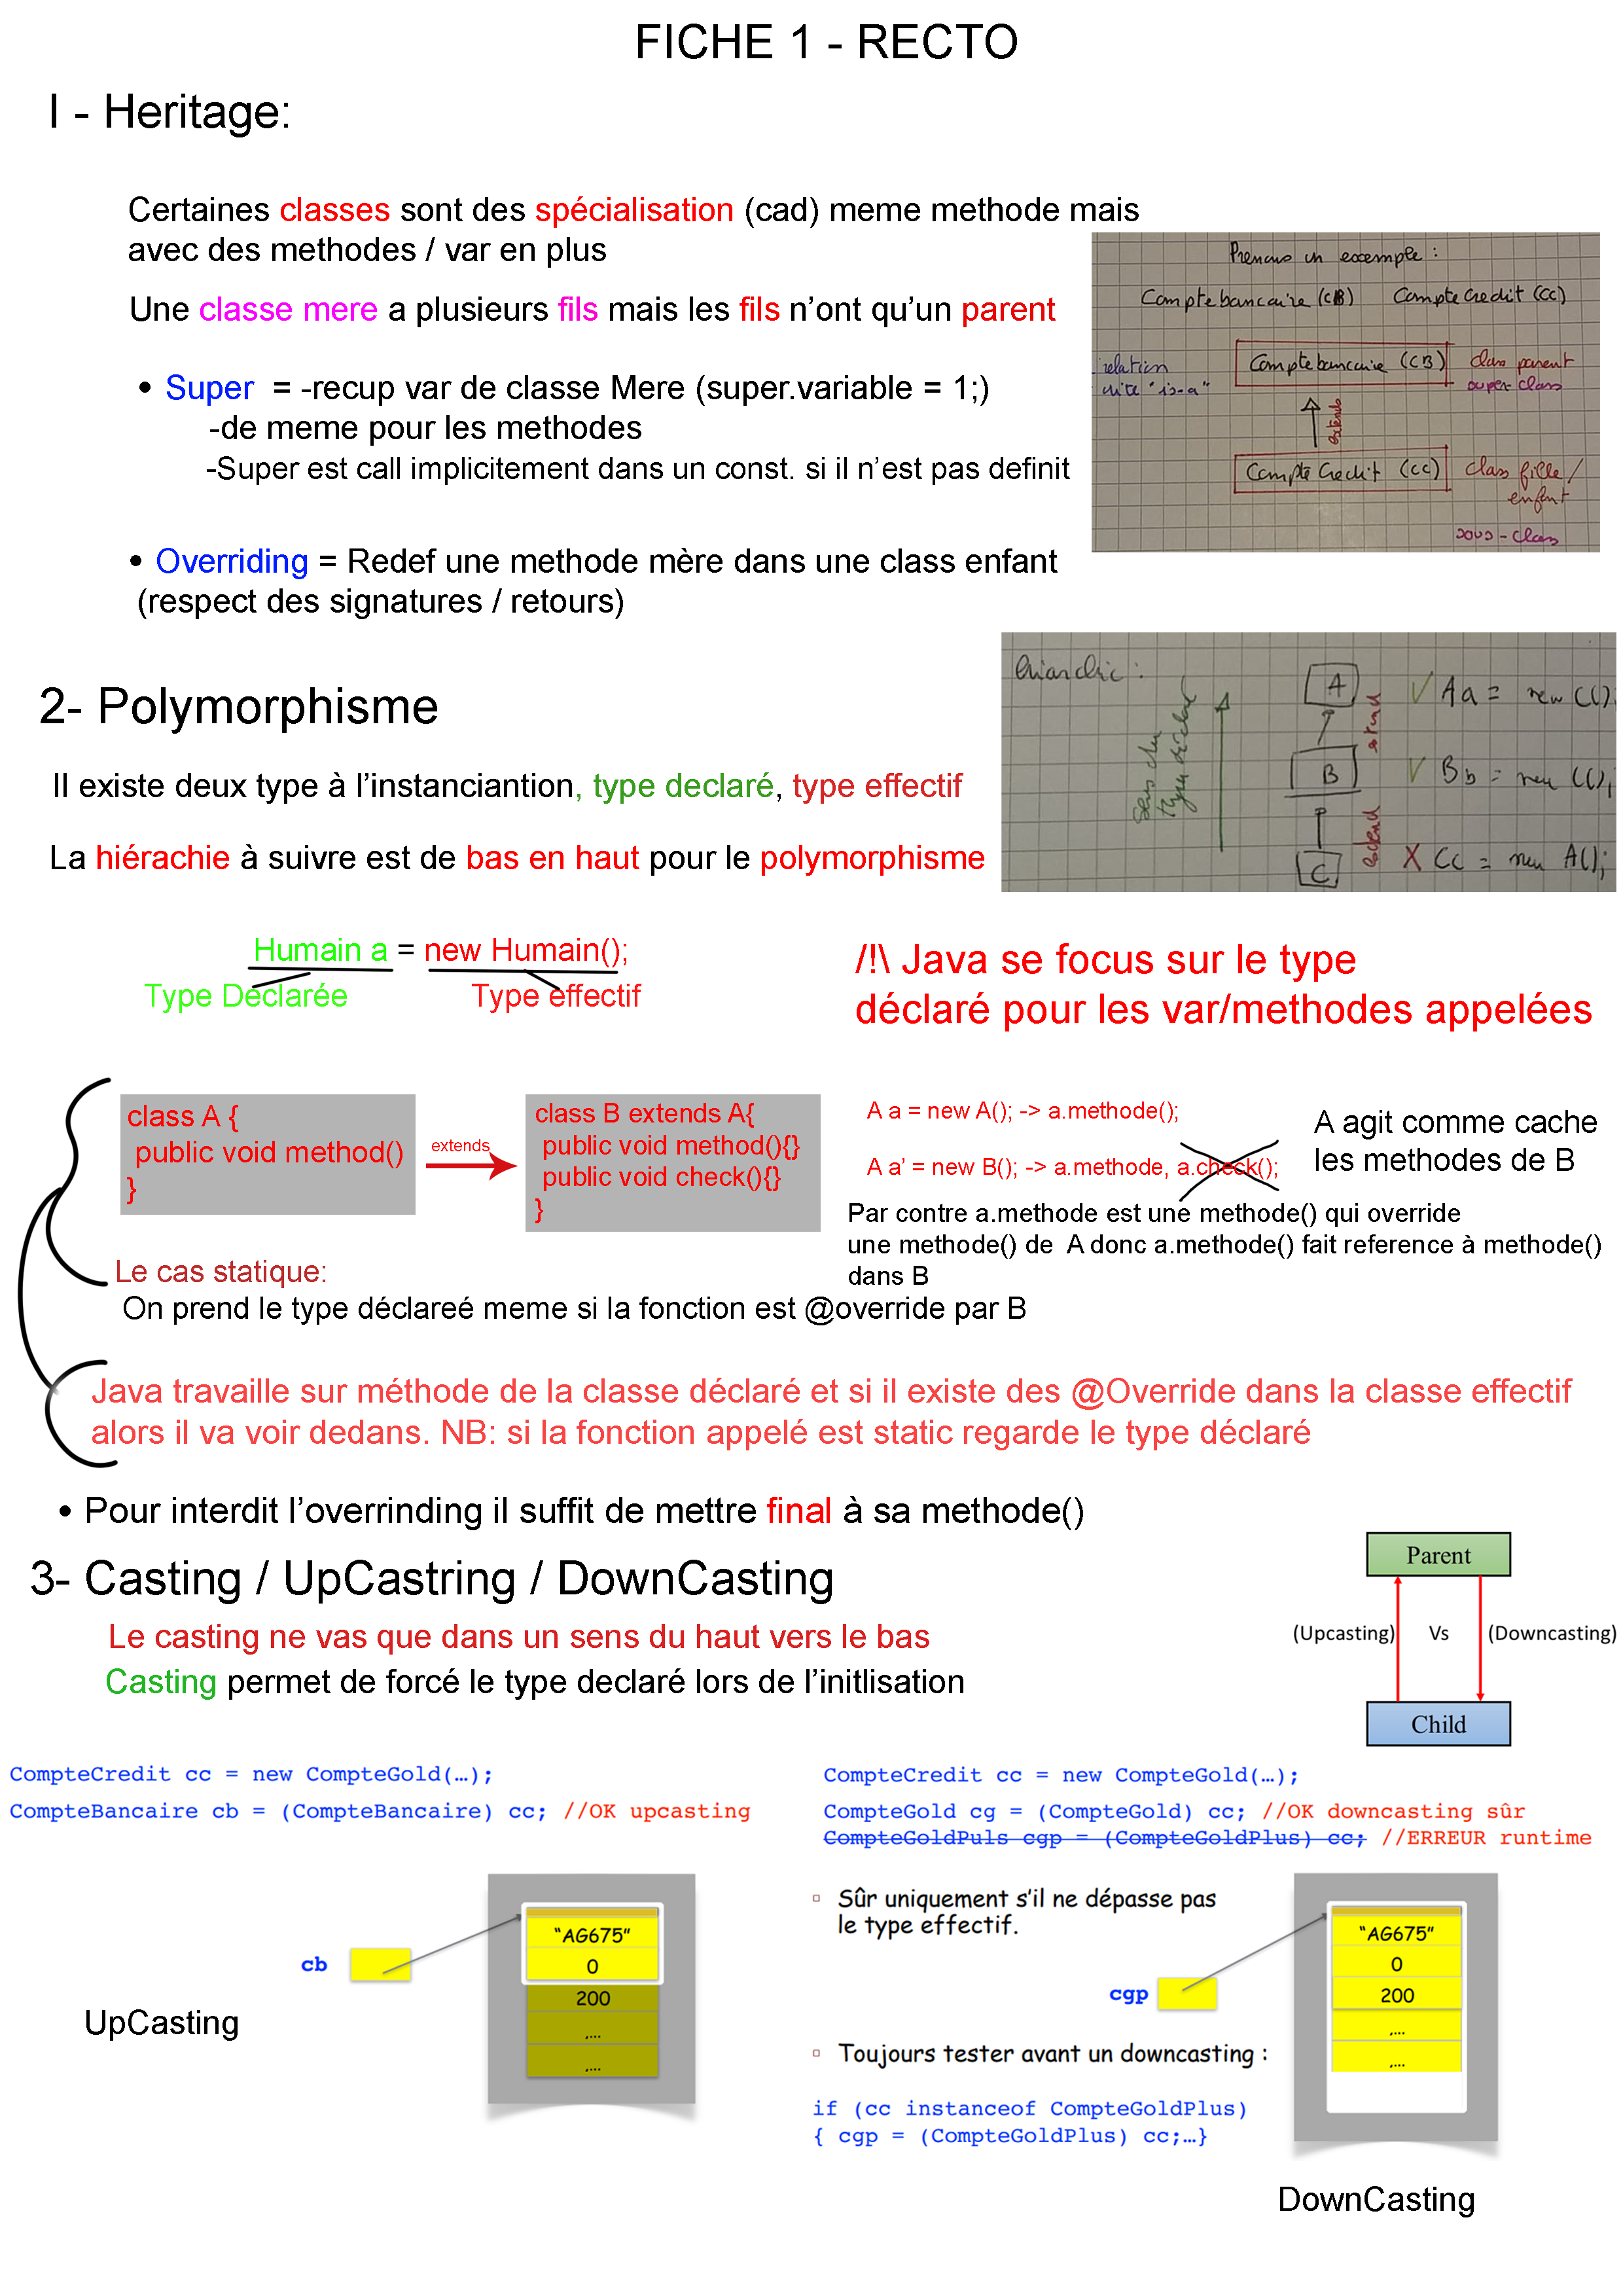 FICHE 1 - RECTO
I - Heritage:
Certaines classes sont des spécialisation (cad) meme methode mais
avec des methodes / var en plus
Une classe mere a plusieurs fils mais les fils n'ont qu'un parent
• Super = -recup var de classe Mere (super.variable = 1;)
-de meme pour les methodes
-Super est call implicitement dans un const. si il n'est pas definit
• Overriding = Redef une methode mère dans une class enfant
(respect des signatures / retours)
Prenons un exemple :
Compte bancaire (CB) Compte Credit (CC)
relation
dite "is-a"
Compte bancaire (CB)
class parent
super-class
extends
Compte Credit (CC)
class fille /
enfant
sous-class
2- Polymorphisme
Il existe deux type à l'instanciantion, type declaré, type effectif
La hiérachie à suivre est de bas en haut pour le polymorphisme
hierarchie :
sens du
type déclaré
A
extend
B
extend
C
✓ A a = new C();
✓ B b = new C();
X C c = new A();
Humain a = new Humain();
Type Déclarée
Type effectif
/!\ Java se focus sur le type
déclaré pour les var/methodes appelées
class A {
public void method()
}
extends
class B extends A{
public void method(){}
public void check(){}
}
A a = new A(); -> a.methode();
A a' = new B(); -> a.methode, a.check();
A agit comme cache
les methodes de B
Par contre a.methode est une methode() qui override
une methode() de A donc a.methode() fait reference à methode()
dans B
Le cas statique:
On prend le type déclareé meme si la fonction est @override par B
Java travaille sur méthode de la classe déclaré et si il existe des @Override dans la classe effectif
alors il va voir dedans. NB: si la fonction appelé est static regarde le type déclaré
• Pour interdit l'overrinding il suffit de mettre final à sa methode()
3- Casting / UpCastring / DownCasting
Le casting ne vas que dans un sens du haut vers le bas
Casting permet de forcé le type declaré lors de l'initlisation
Parent
(Upcasting) Vs (Downcasting)
Child
CompteCredit cc = new CompteGold(…);
CompteBancaire cb = (CompteBancaire) cc; //OK upcasting
cb
"AG675"
0
200
,...
,...
UpCasting
CompteCredit cc = new CompteGold(…);
CompteGold cg = (CompteGold) cc; //OK downcasting sûr
CompteGoldPuls cgp = (CompteGoldPlus) cc; //ERREUR runtime
▫ Sûr uniquement s'il ne dépasse pas
le type effectif.
cgp
"AG675"
0
200
,...
,...
▫ Toujours tester avant un downcasting :
if (cc instanceof CompteGoldPlus)
{ cgp = (CompteGoldPlus) cc;…}
DownCasting